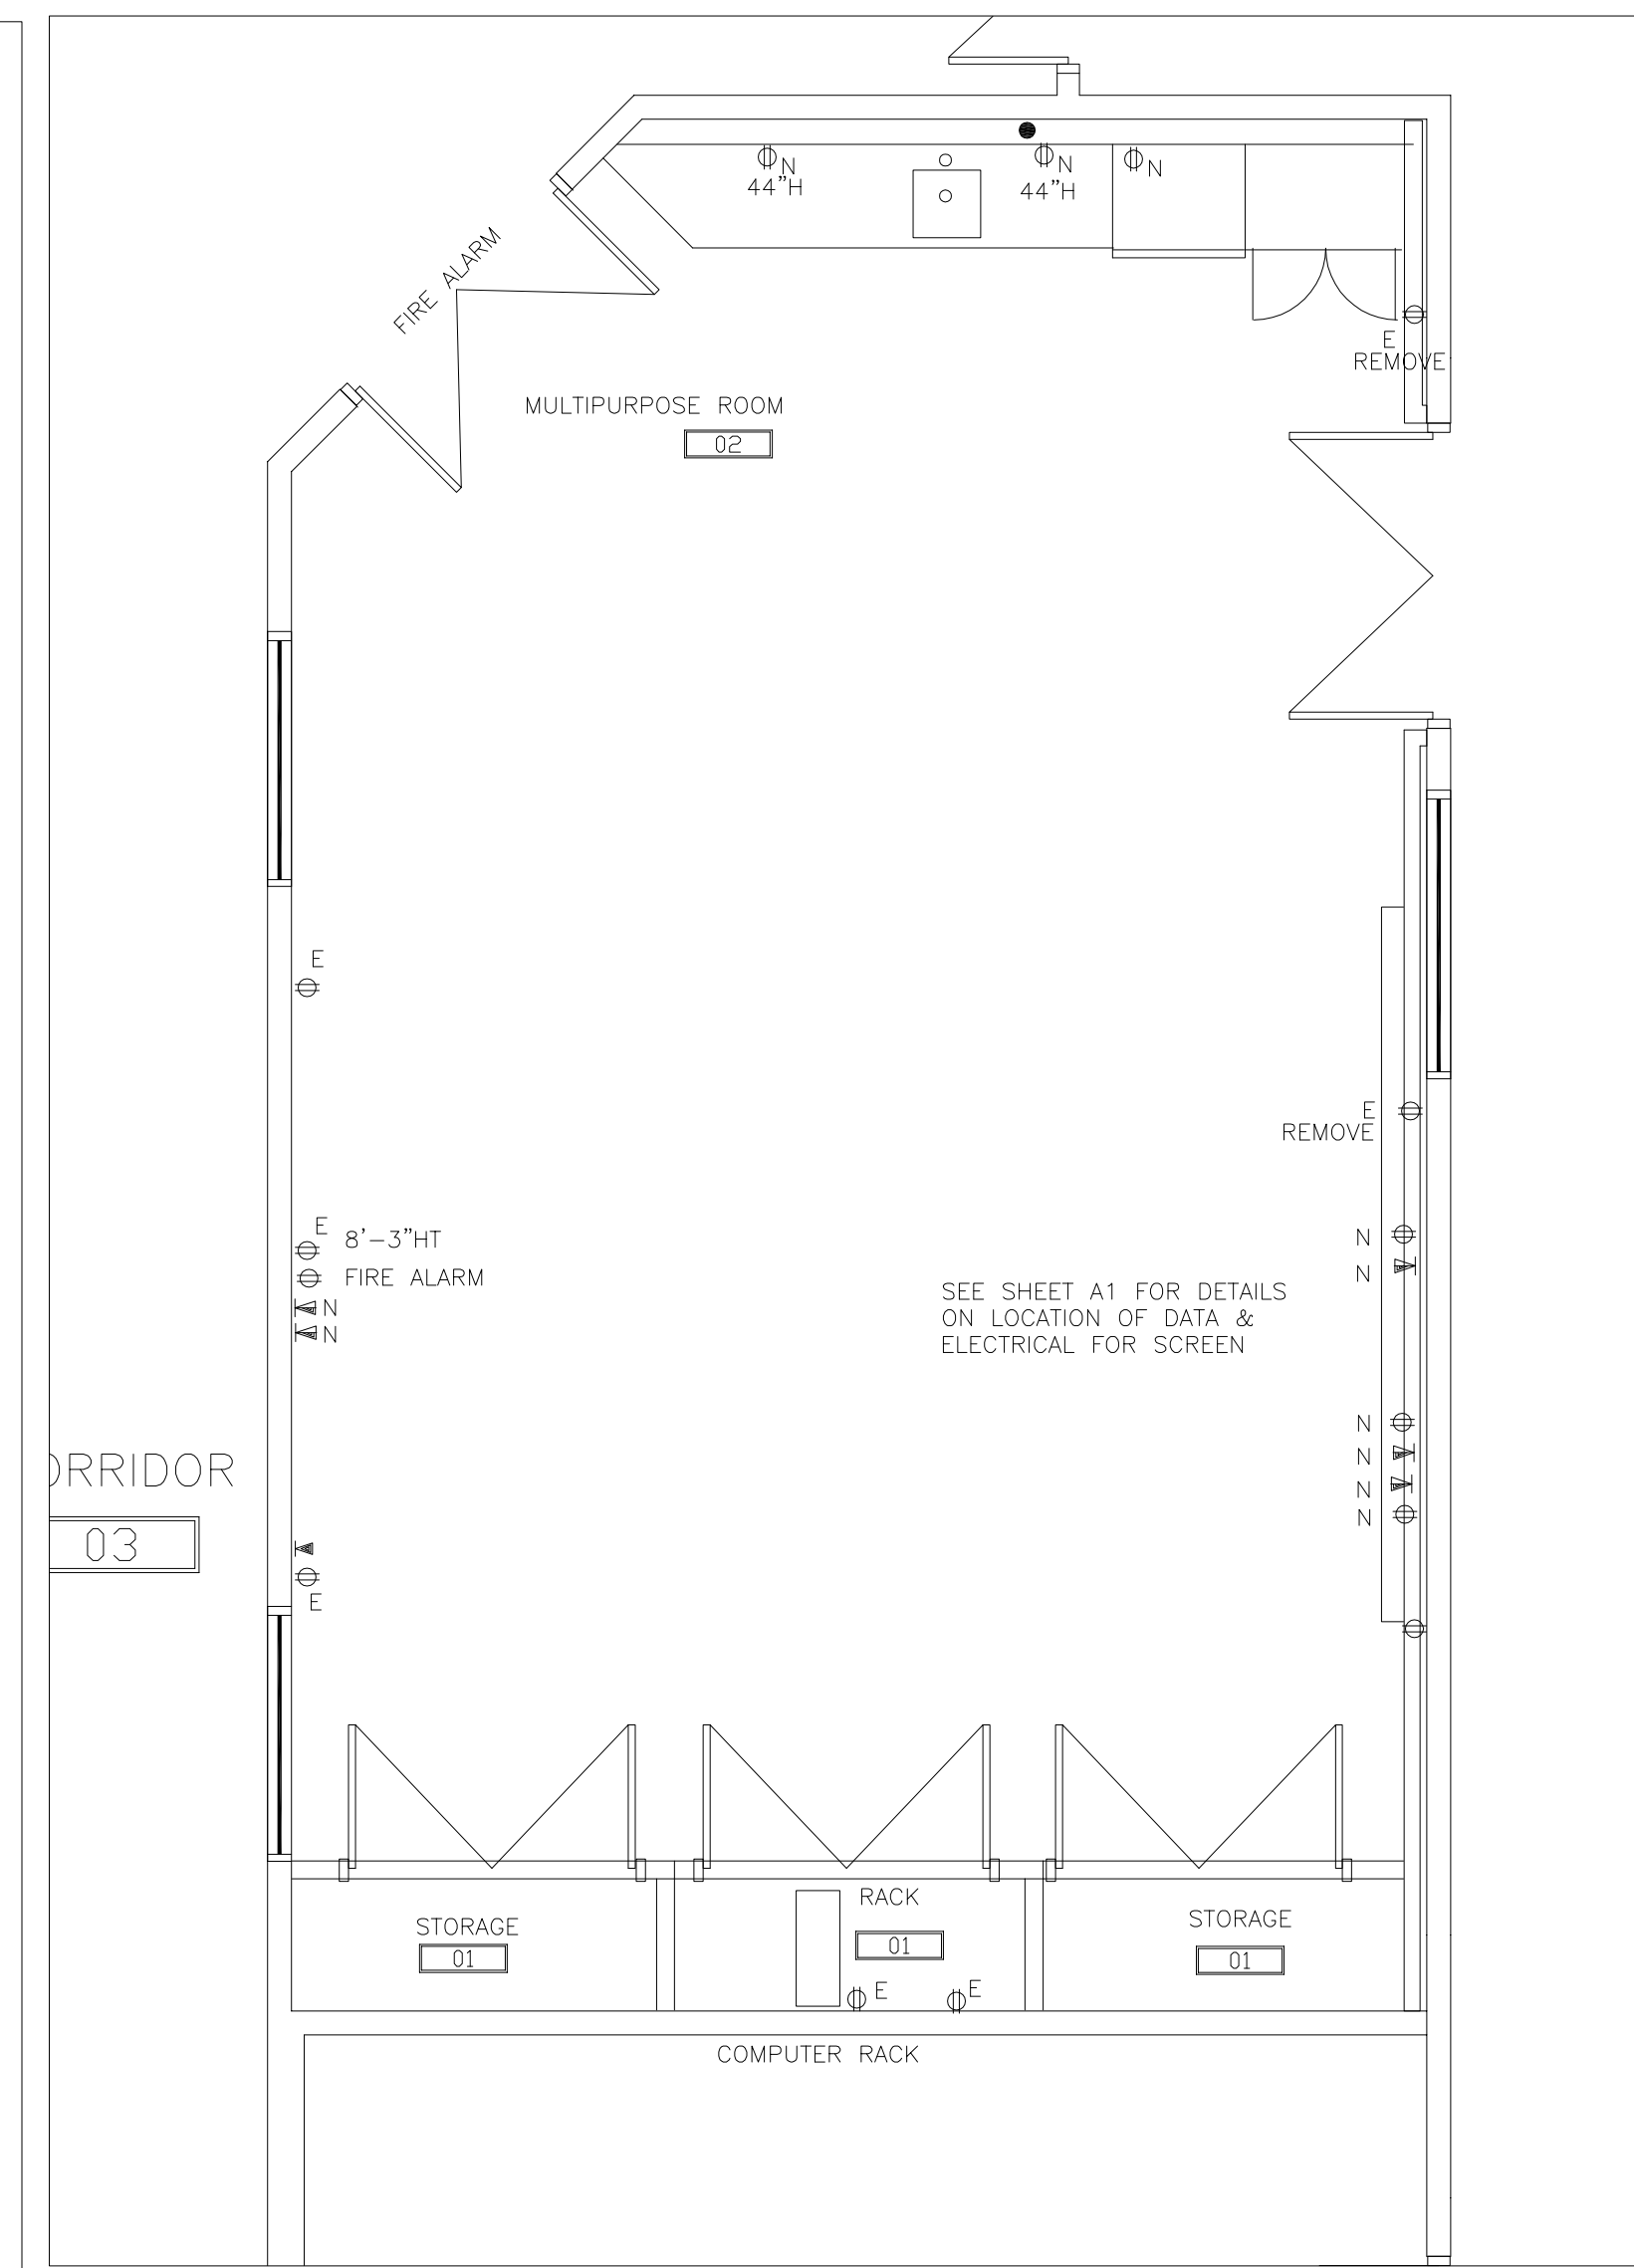 N
44"H
N
44"H
N
FIRE ALARM
E
REMOVE
MULTIPURPOSE ROOM
02
E
E
REMOVE
E
8'-3"HT
FIRE ALARM
N
N
N
N
SEE SHEET A1 FOR DETAILS
ON LOCATION OF DATA &
ELECTRICAL FOR SCREEN
N
N
N
N
ORRIDOR
03
E
RACK
01
STORAGE
01
STORAGE
01
E
E
COMPUTER RACK